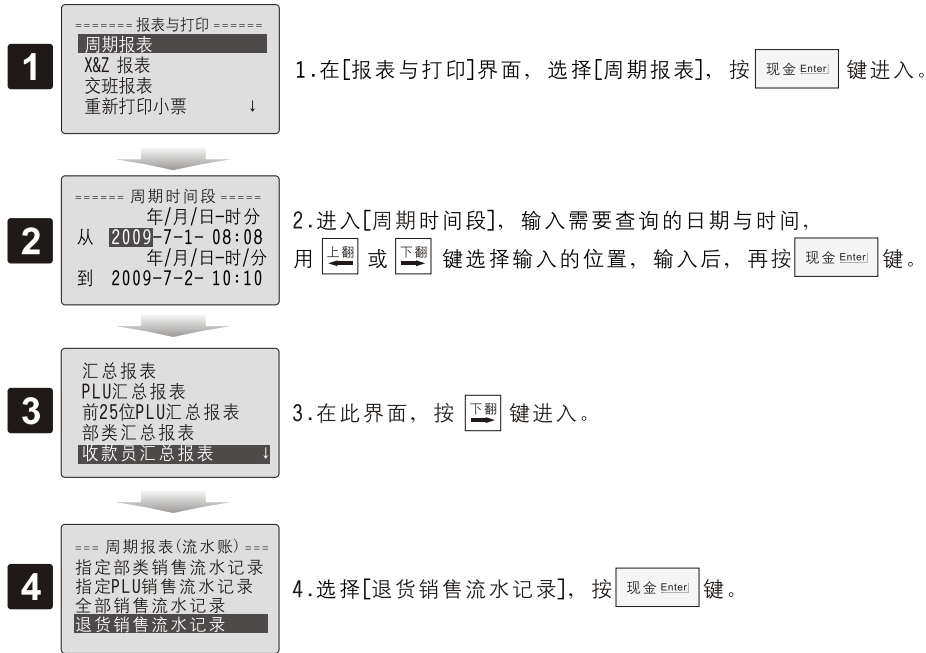 ======= 报表与打印 ======
周期报表
X&Z 报表
交班报表
重新打印小票 ↓
1
1.在[报表与打印]界面，选择[周期报表]，按 现金 Enter 键进入。
====== 周期时间段 =====
年/月/日-时分
从 2009-7-1- 08:08
年/月/日-时/分
到 2009-7-2- 10:10
2
2.进入[周期时间段]，输入需要查询的日期与时间，
用 上翻 或 下翻 键选择输入的位置，输入后，再按 现金 Enter 键。
汇总报表
PLU汇总报表
前25位PLU汇总报表
部类汇总报表
收款员汇总报表 ↓
3
3.在此界面，按 下翻 键进入。
=== 周期报表(流水账) ===
指定部类销售流水记录
指定PLU销售流水记录
全部销售流水记录
退货销售流水记录
4
4.选择[退货销售流水记录]，按 现金 Enter 键。